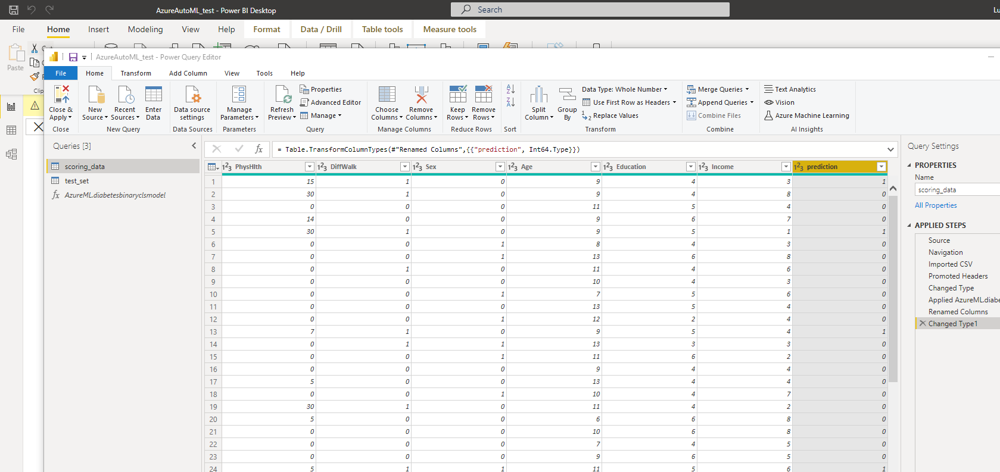 AzureAutoML_test - Power BI Desktop
Search
File Home Insert Modeling View Help Format Data / Drill Table tools Measure tools
Paste
AzureAutoML_test - Power Query Editor
File Home Transform Add Column View Tools Help
Close & Apply
Close
New Source
Recent Sources
Enter Data
New Query
Data source settings
Data Sources
Manage Parameters
Parameters
Refresh Preview
Properties
Advanced Editor
Manage
Query
Choose Columns
Remove Columns
Manage Columns
Keep Rows
Remove Rows
Reduce Rows
Sort
Split Column
Group By
Data Type: Whole Number
Use First Row as Headers
Replace Values
Transform
Merge Queries
Append Queries
Combine Files
Combine
Text Analytics
Vision
Azure Machine Learning
AI Insights
Queries [3]
scoring_data
test_set
fx AzureML.diabetesbinaryclsmodel
fx = Table.TransformColumnTypes(#"Renamed Columns",{{"prediction", Int64.Type}})
123 PhysHlth 123 DiffWalk 123 Sex 123 Age 123 Education 123 Income 123 prediction
1 15 1 0 9 4 3 1
2 30 1 0 9 4 8 0
3 0 0 0 11 5 4 0
4 14 0 0 9 6 7 0
5 30 1 0 9 5 1 1
6 0 0 1 8 4 3 0
7 0 0 1 13 6 8 0
8 0 1 0 11 4 6 0
9 0 0 0 10 4 3 0
10 0 0 1 7 5 6 0
11 0 0 0 13 5 4 0
12 0 0 1 12 2 4 0
13 7 1 0 9 5 4 1
14 0 1 1 13 3 3 0
15 0 0 1 11 6 2 0
16 0 0 0 9 4 4 0
17 5 0 0 13 4 4 0
18 0 0 1 10 4 7 0
19 30 1 0 11 4 2 0
20 5 0 0 6 6 8 0
21 0 0 0 10 6 8 0
22 0 0 0 7 4 5 0
23 0 0 0 9 6 5 0
24 5 1 1 11 5 6 1
Query Settings
PROPERTIES
Name
scoring_data
All Properties
APPLIED STEPS
Source
Navigation
Imported CSV
Promoted Headers
Changed Type
Applied AzureML.diabe
Renamed Columns
Changed Type1